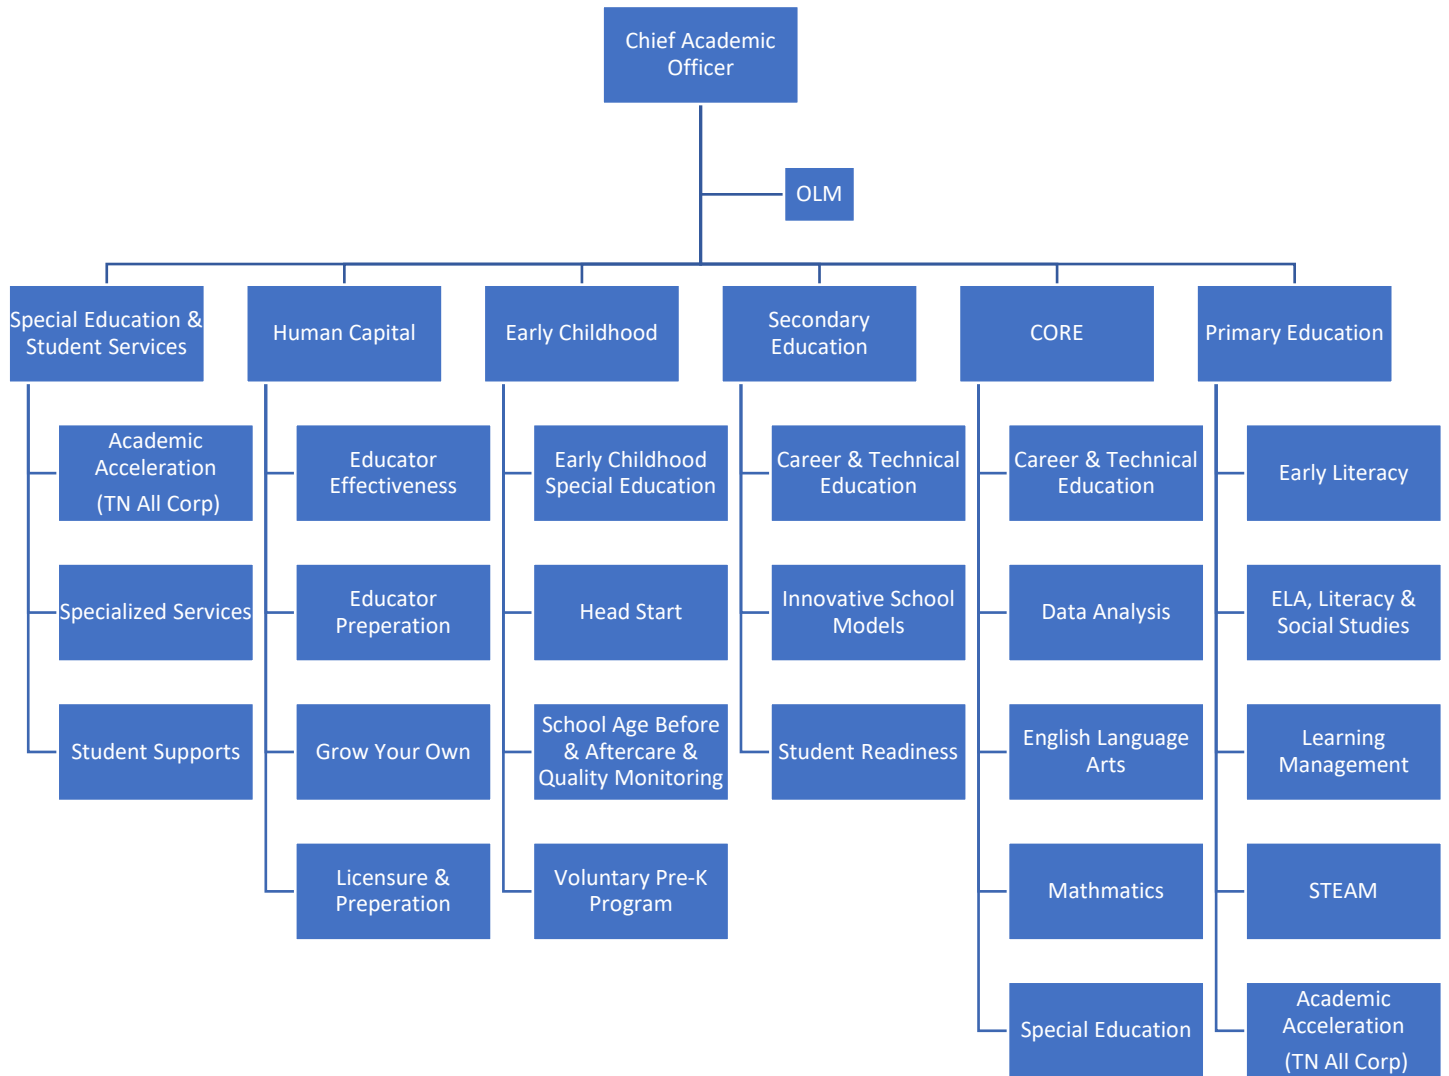 Chief Academic
Officer
OLM
Special Education &
Student Services
Human Capital
Early Childhood
Secondary
Education
CORE
Primary Education
Academic
Acceleration
(TN All Corp)
Educator
Effectiveness
Early Childhood
Special Education
Career & Technical
Education
Career & Technical
Education
Early Literacy
Specialized Services
Educator
Preparation
Head Start
Innovative School
Models
Data Analysis
ELA, Literacy &
Social Studies
Student Supports
Grow Your Own
School Age Before
& Aftercare &
Quality Monitoring
Student Readiness
English Language
Arts
Learning
Management
Licensure &
Preparation
Voluntary Pre-K
Program
Mathmatics
STEAM
Special Education
Academic
Acceleration
(TN All Corp)